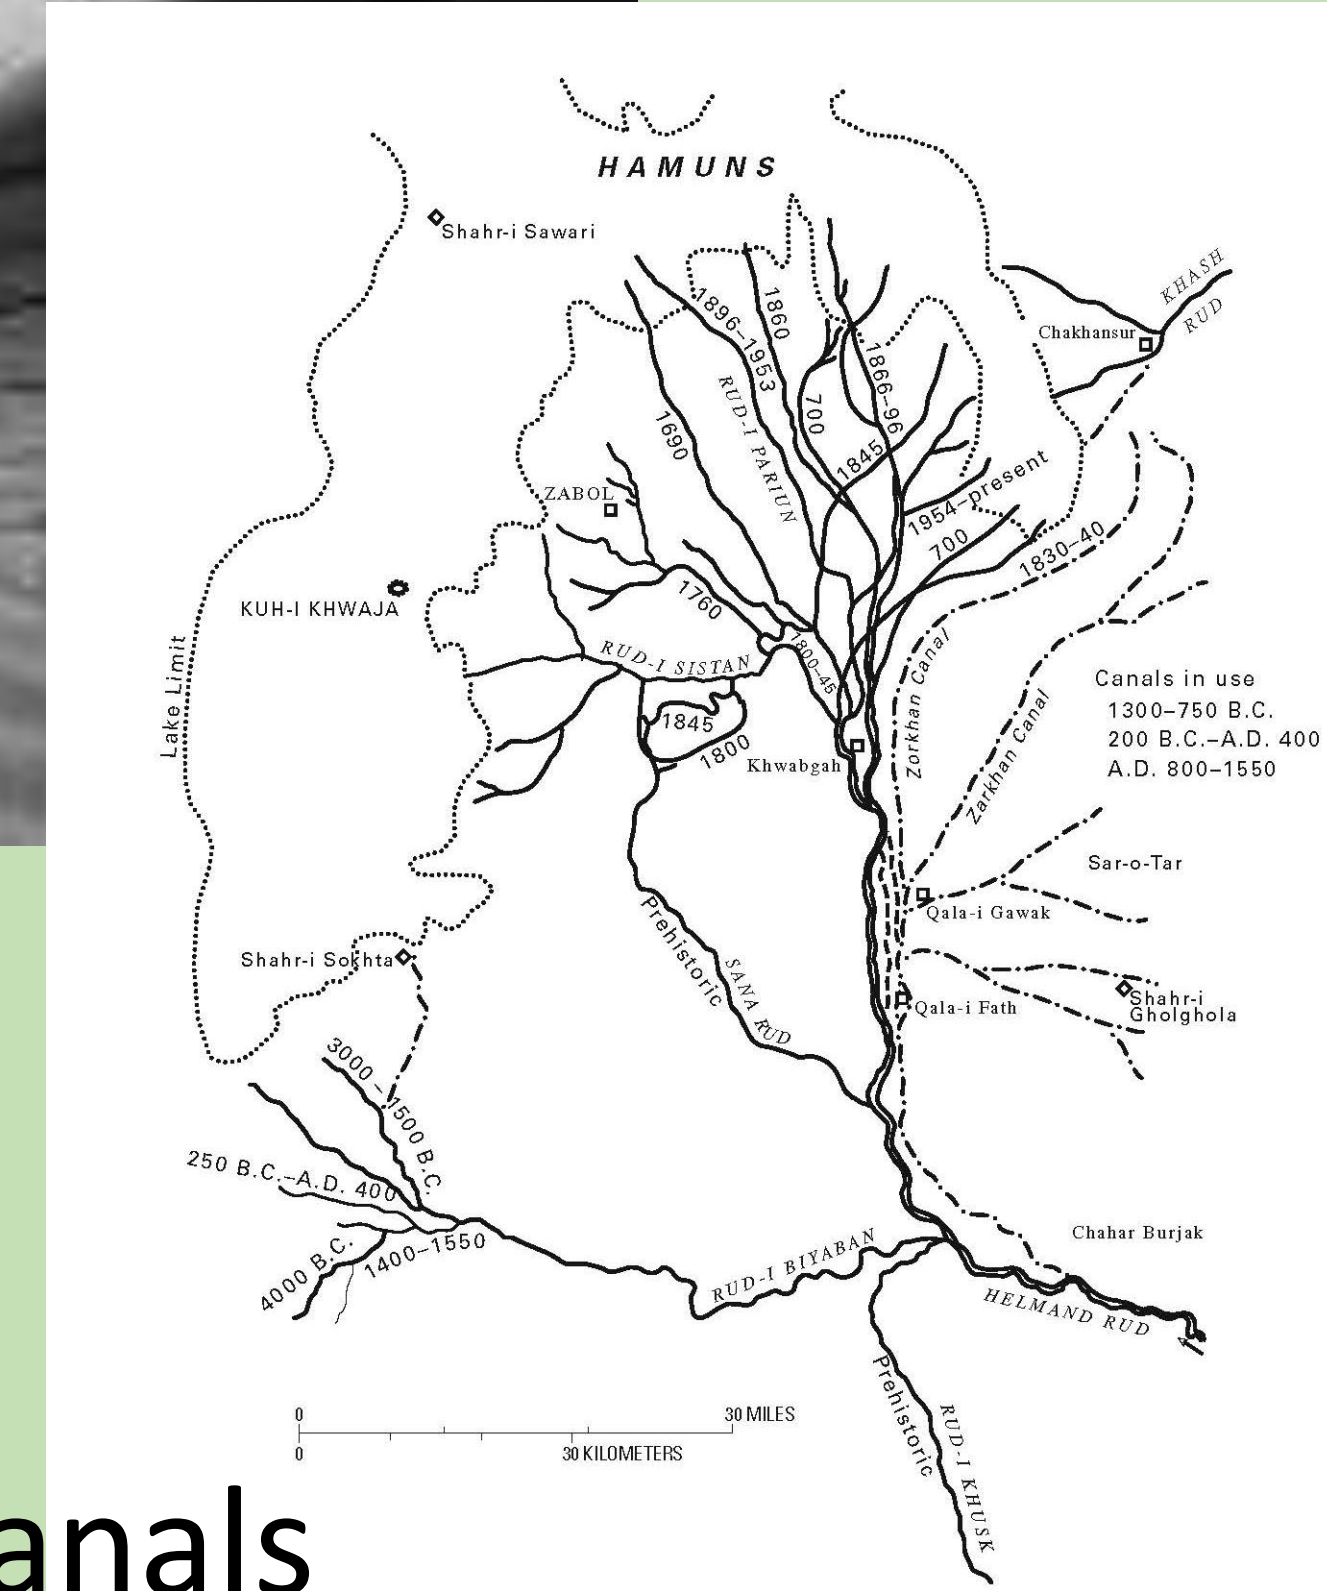 HAMUNS
Shahr-i Sawari
KHASH
RUD
Chakhansur
1896–1953
1860
1866–96
700
RUD-I PARIUN
1690
1845
ZABOL
1954–present
700
1830–40
KUH-I KHWAJA
1760
1800–45
RUD-I SISTAN
Lake Limit
Zorkhan Canal
Zarkhan Canal
Canals in use
1300–750 B.C.
200 B.C.–A.D. 400
A.D. 800–1550
1845
1800
Khwabgah
Sar-o-Tar
Qala-i Gawak
Prehistoric
SANA RUD
Shahr-i Sokhta
Shahr-i
Gholghola
Qala-i Fath
3000–1500 B.C.
250 B.C.–A.D. 400
1400–1550
4000 B.C.
RUD-I BIYABAN
Chahar Burjak
HELMAND RUD
Prehistoric
RUD-I KHUSK
0 30 MILES
0 30 KILOMETERS
anals